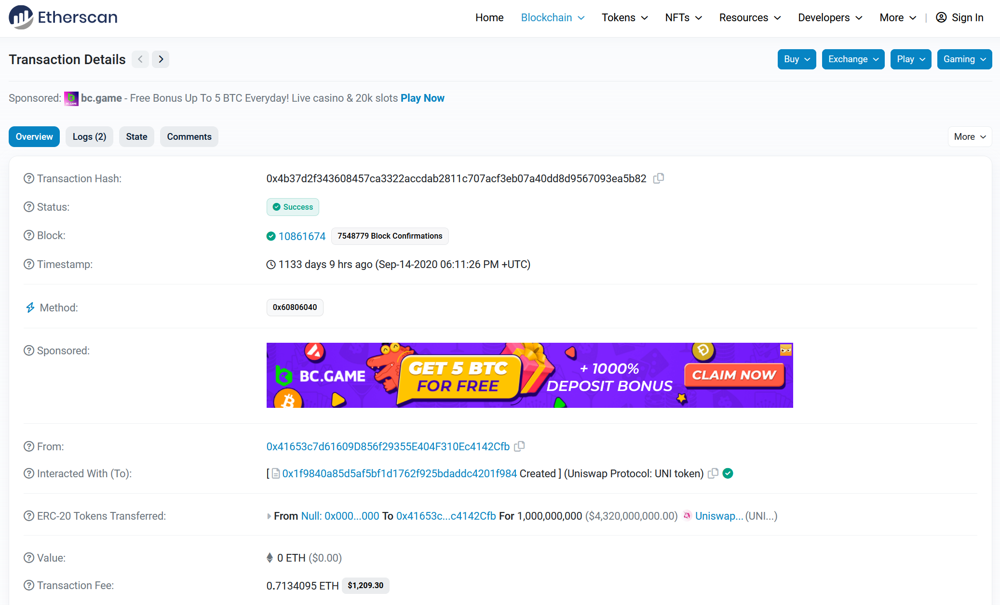 Etherscan
Home Blockchain Tokens NFTs Resources Developers More | Sign In
Transaction Details
Buy Exchange Play Gaming
Sponsored: bc.game - Free Bonus Up To 5 BTC Everyday! Live casino & 20k slots Play Now
Overview Logs (2) State Comments More
Transaction Hash: 0x4b37d2f343608457ca3322accdab2811c707acf3eb07a40dd8d9567093ea5b82
Status: Success
Block: 10861674 7548779 Block Confirmations
Timestamp: 1133 days 9 hrs ago (Sep-14-2020 06:11:26 PM +UTC)
Method: 0x60806040
Sponsored:
BC.GAME
GET 5 BTC
FOR FREE
+ 1000%
DEPOSIT BONUS
CLAIM NOW
From: 0x41653c7d61609D856f29355E404F310Ec4142Cfb
Interacted With (To): [ 0x1f9840a85d5af5bf1d1762f925bdaddc4201f984 Created ] (Uniswap Protocol: UNI token)
ERC-20 Tokens Transferred: From Null: 0x000...000 To 0x41653c...c4142Cfb For 1,000,000,000 ($4,320,000,000.00) Uniswap... (UNI...)
Value: 0 ETH ($0.00)
Transaction Fee: 0.7134095 ETH $1,209.30